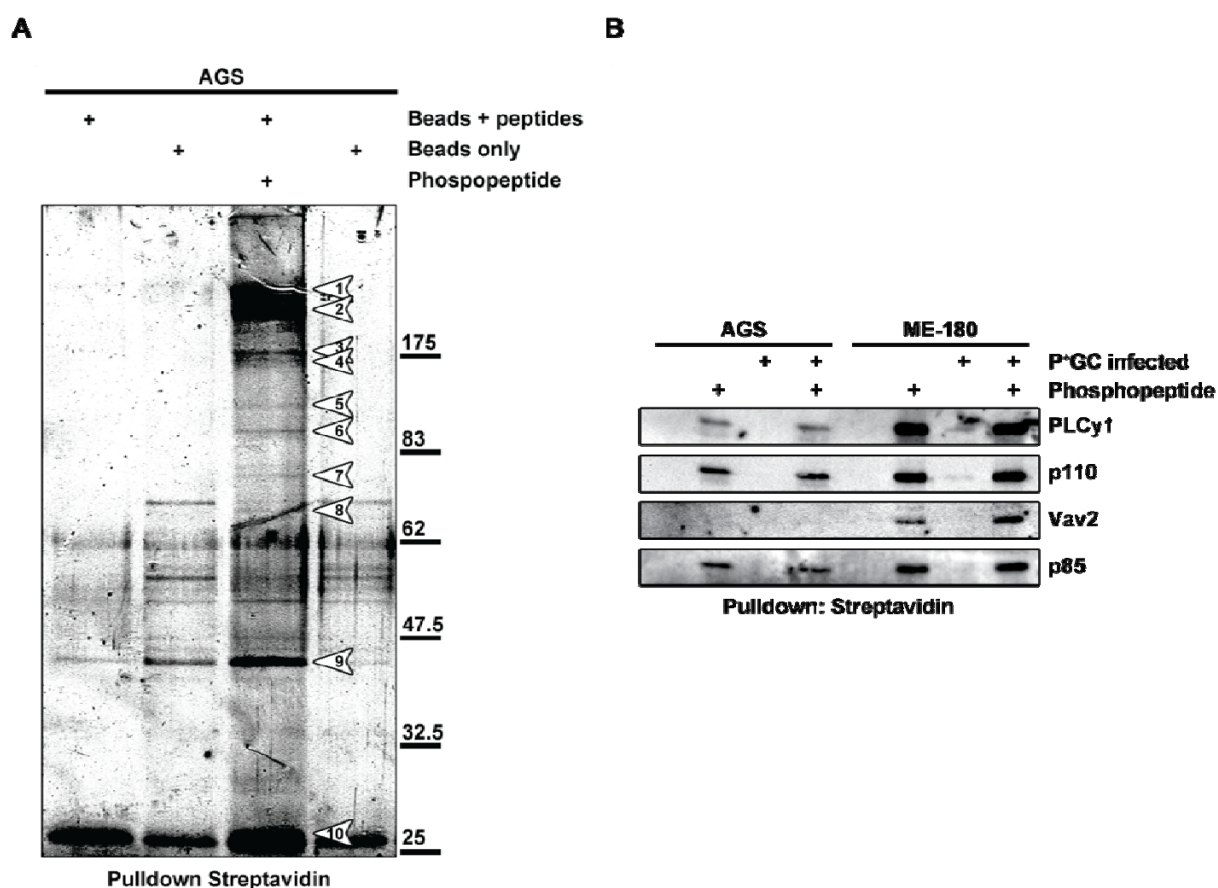 A
AGS
+ + Beads + peptides
+ + Beads only
+ Phospopeptide
1
2
3
175
4
5
6
83
7
8
62
47.5
9
32.5
10
25
Pulldown Streptavidin
B
AGS ME-180
+ + + + P+GC infected
+ + + + Phosphopeptide
PLCγ1
p110
Vav2
p85
Pulldown: Streptavidin